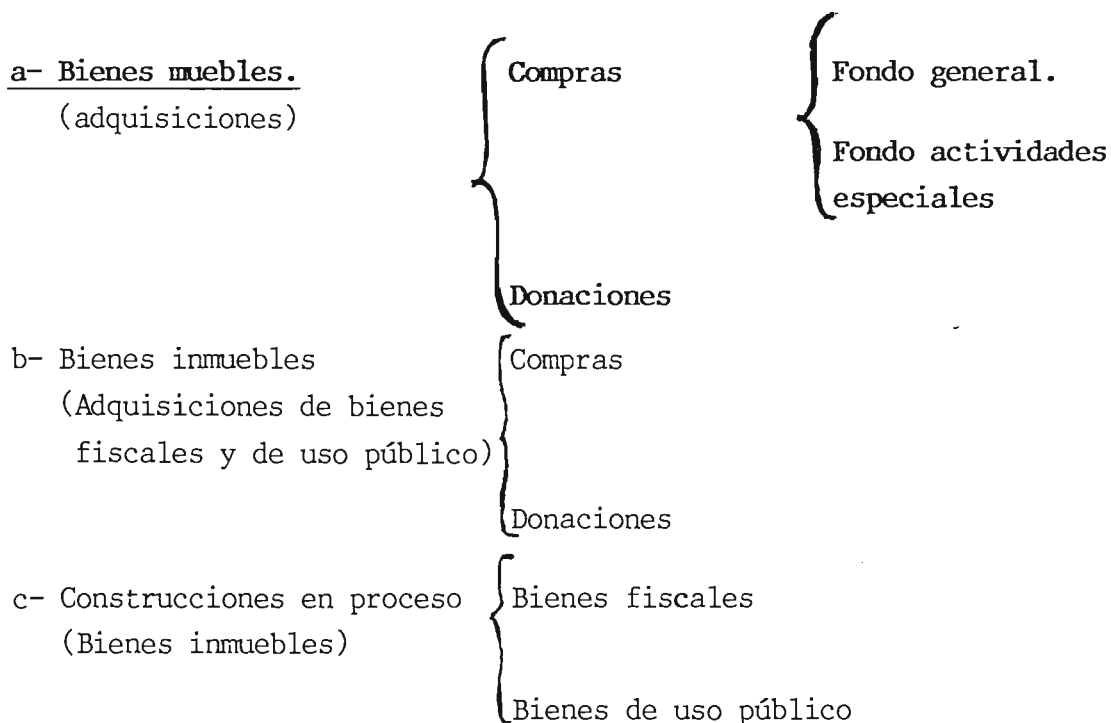 a- Bienes muebles.
(adquisiciones)
Compras
Fondo general.
Fondo actividades
especiales
Donaciones
b- Bienes inmuebles
(Adquisiciones de bienes
fiscales y de uso público)
Compras
Donaciones
c- Construcciones en proceso
(Bienes inmuebles)
Bienes fiscales
Bienes de uso público